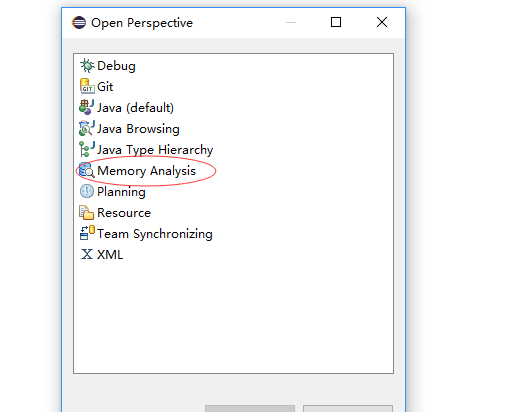 Open Perspective
Debug
Git
Java (default)
Java Browsing
Java Type Hierarchy
Memory Analysis
Planning
Resource
Team Synchronizing
XML